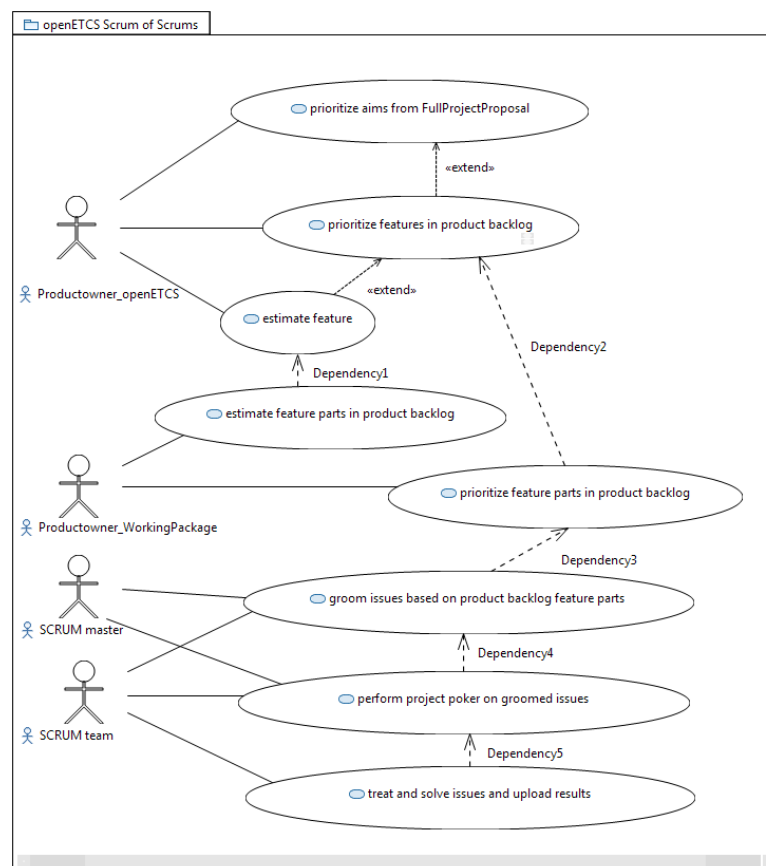 openETCS Scrum of Scrums
prioritize aims from FullProjectProposal
«extend»
prioritize features in product backlog
Productowner_openETCS
«extend»
estimate feature
Dependency2
Dependency1
estimate feature parts in product backlog
prioritize feature parts in product backlog
Productowner_WorkingPackage
Dependency3
groom issues based on product backlog feature parts
SCRUM master
Dependency4
perform project poker on groomed issues
SCRUM team
Dependency5
treat and solve issues and upload results